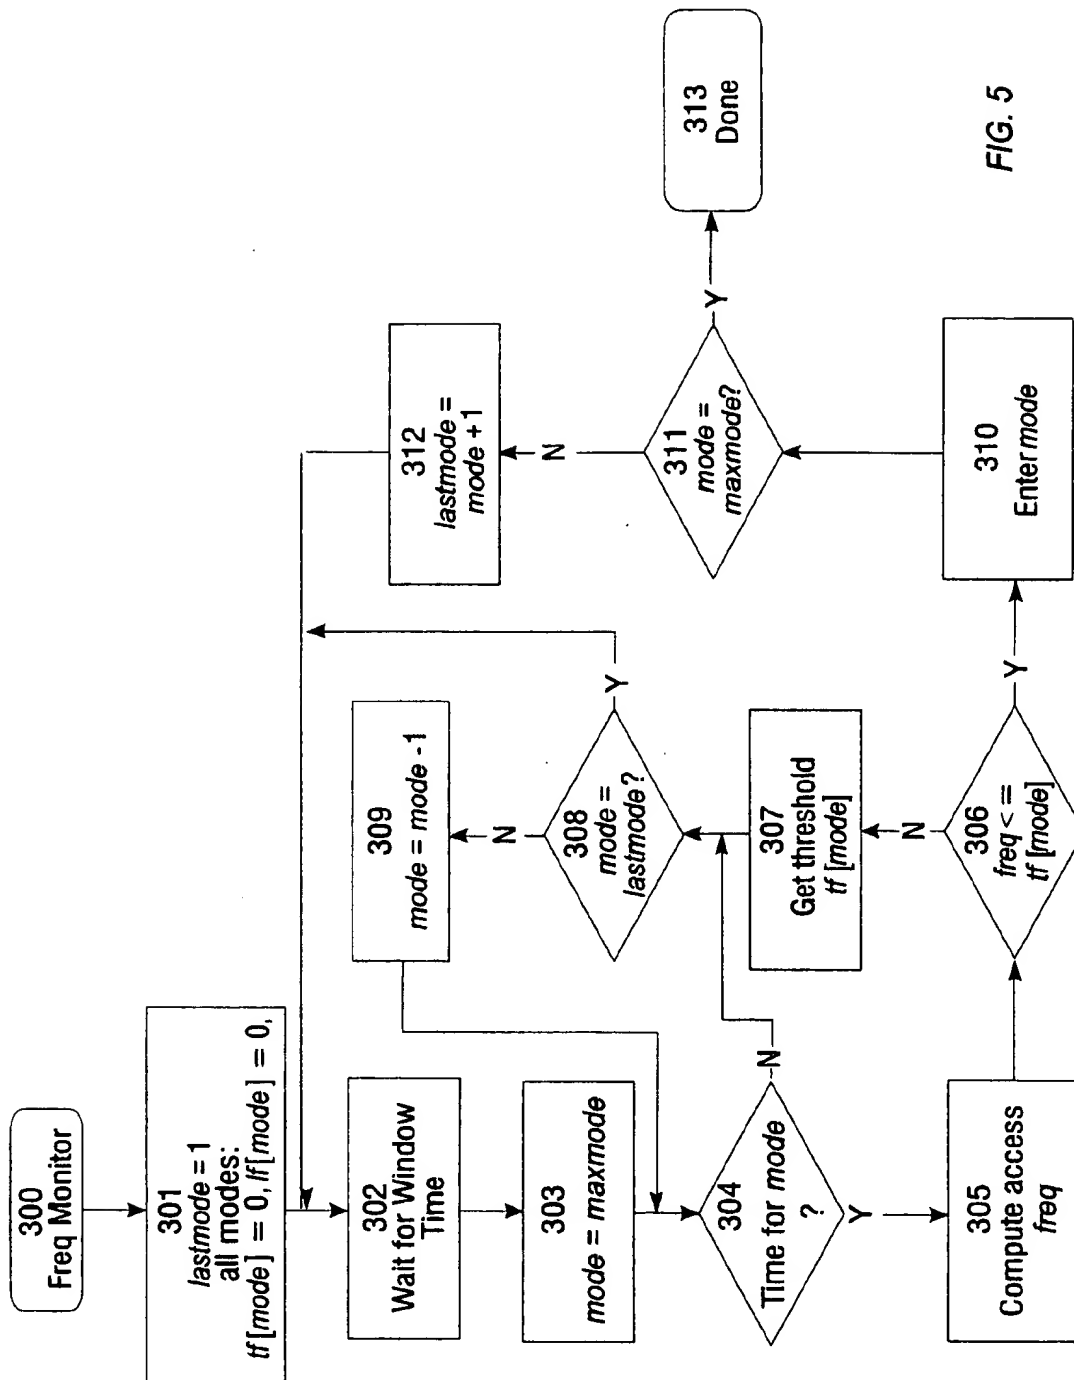 300
Freq Monitor
301
lastmode = 1
all modes:
tf [mode] = 0, lf [mode] = 0,
302
Wait for Window
Time
303
mode = maxmode
304
Time for mode
?
Y
N
305
Compute access
freq
306
freq < =
tf [mode]
N
Y
307
Get threshold
tf [mode]
308
mode =
lastmode?
N
Y
309
mode = mode -1
310
Enter mode
311
mode =
maxmode?
N
Y
312
lastmode =
mode + 1
313
Done
FIG. 5